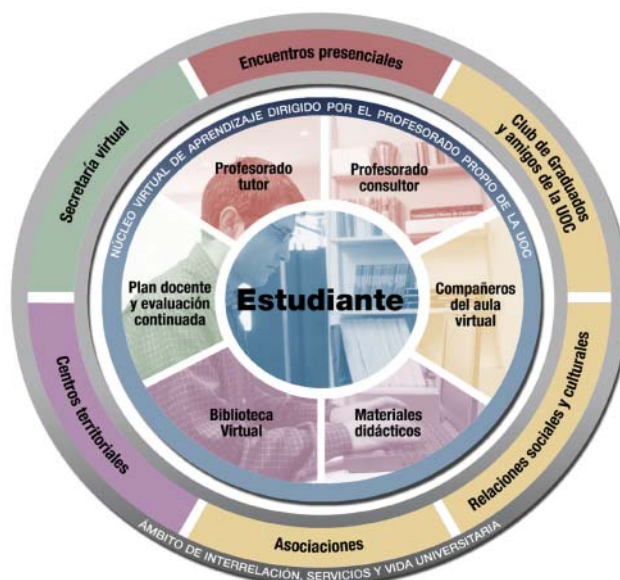 Encuentros presenciales
Club de Graduados
y amigos de la UOC
Relaciones sociales y culturales
Asociaciones
Centros territoriales
Secretaría virtual
NÚCLEO VIRTUAL DE APRENDIZAJE DIRIGIDO POR EL PROFESORADO PROPIO DE LA UOC
Profesorado
tutor
Profesorado
consultor
Plan docente
y evaluación
continuada
Estudiante
Compañeros
del aula
virtual
Biblioteca
Virtual
Materiales
didácticos
ÁMBITO DE INTERRELACIÓN, SERVICIOS Y VIDA UNIVERSITARIA